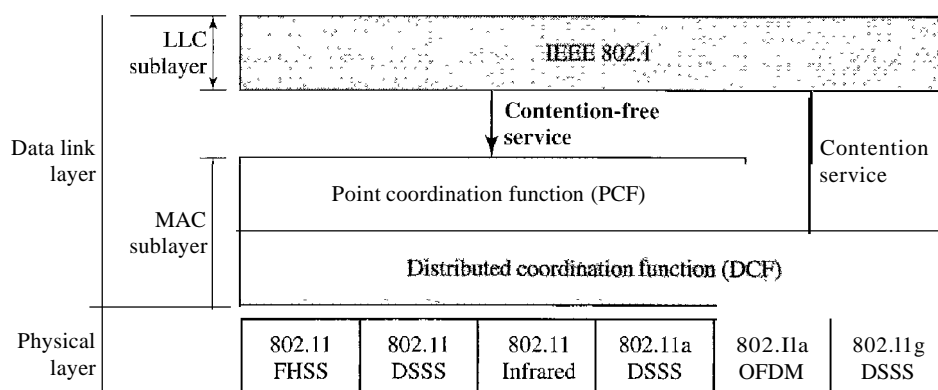 LLC
sublayer
IEEE 802.1
Contention-free
service
Data link
layer
Contention
service
Point coordination function (PCF)
MAC
sublayer
Distributed coordination function (DCF)
Physical
layer
802.11
FHSS
802.11
DSSS
802.11
Infrared
802.11a
DSSS
802.11a
OFDM
802.11g
DSSS